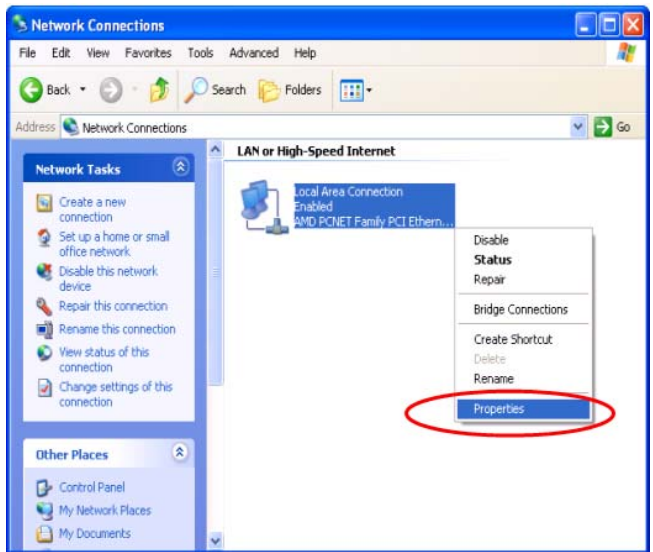 Network Connections
File Edit View Favorites Tools Advanced Help
Back Search Folders
Address Network Connections Go
Network Tasks
Create a new
connection
Set up a home or small
office network
Disable this network
device
Repair this connection
Rename this connection
View status of this
connection
Change settings of this
connection
Other Places
Control Panel
My Network Places
My Documents
LAN or High-Speed Internet
Local Area Connection
Enabled
AMD PCNET Family PCI Ethern...
Disable
Status
Repair
Bridge Connections
Create Shortcut
Delete
Rename
Properties